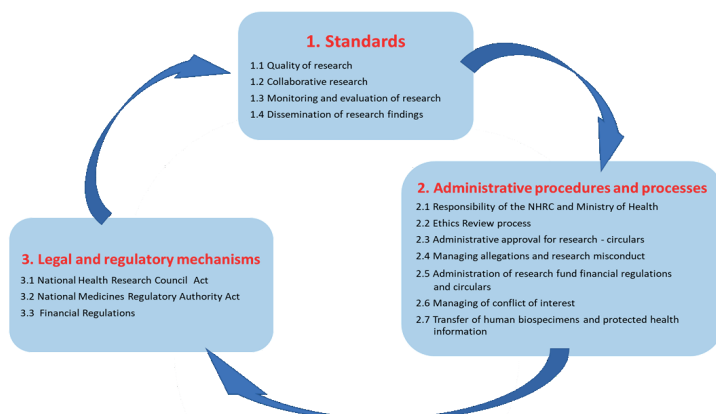 1. Standards
1.1 Quality of research
1.2 Collaborative research
1.3 Monitoring and evaluation of research
1.4 Dissemination of research findings
2. Administrative procedures and processes
2.1 Responsibility of the NHRC and Ministry of Health
2.2 Ethics Review process
2.3 Administrative approval for research - circulars
2.4 Managing allegations and research misconduct
2.5 Administration of research fund financial regulations
and circulars
2.6 Managing of conflict of interest
2.7 Transfer of human biospecimens and protected health
information
3. Legal and regulatory mechanisms
3.1 National Health Research Council Act
3.2 National Medicines Regulatory Authority Act
3.3 Financial Regulations